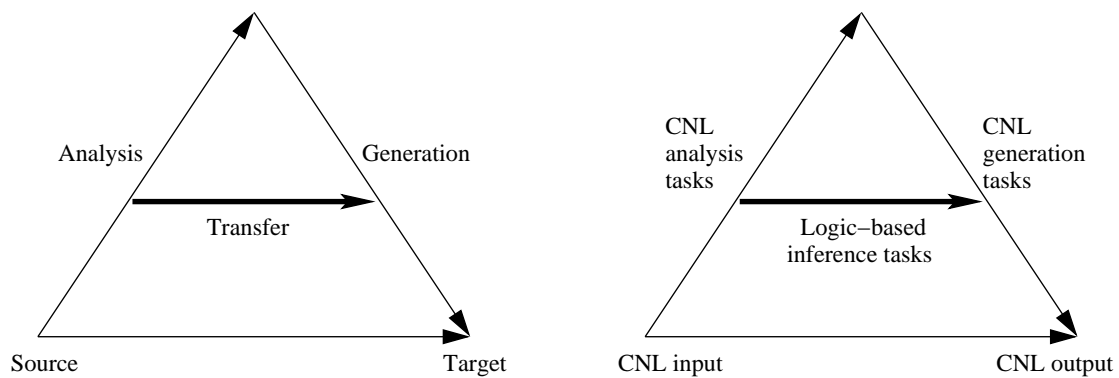 Analysis
Generation
Transfer
Source
Target
CNL
analysis
tasks
CNL
generation
tasks
Logic−based
inference tasks
CNL input
CNL output